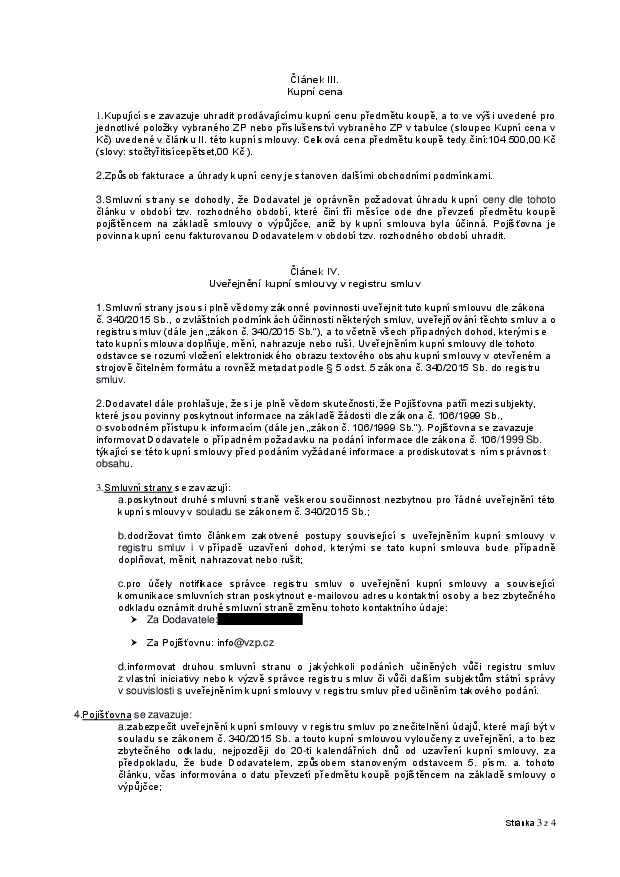 Článek III.
Kupní cena
1.Kupující se zavazuje uhradit prodávajícímu kupní cenu předmětu koupě, a to ve výši uvedené pro
jednotlivé položky vybraného ZP nebo příslušenství vybraného ZP v tabulce (sloupec Kupní cena v
Kč) uvedené v článku II. této kupní smlouvy. Celková cena předmětu koupě tedy činí:104 500,00 Kč
(slovy: stočtyřitisícepětset,00 Kč ).
2.Způsob fakturace a úhrady kupní ceny je stanoven dalšími obchodními podmínkami.
3.Smluvní strany se dohodly, že Dodavatel je oprávněn požadovat úhradu kupní ceny dle tohoto
článku v období tzv. rozhodného období, které činí tři měsíce ode dne převzetí předmětu koupě
pojištěncem na základě smlouvy o výpůjčce, aniž by kupní smlouva byla účinná. Pojišťovna je
povinna kupní cenu fakturovanou Dodavatelem v období tzv. rozhodného období uhradit.
Článek IV.
Uveřejnění kupní smlouvy v registru smluv
1.Smluvní strany jsou si plně vědomy zákonné povinnosti uveřejnit tuto kupní smlouvu dle zákona
č. 340/2015 Sb., o zvláštních podmínkách účinnosti některých smluv, uveřejňování těchto smluv a o
registru smluv (dále jen „zákon č. 340/2015 Sb."), a to včetně všech případných dohod, kterými se
tato kupní smlouva doplňuje, mění, nahrazuje nebo ruší. Uveřejněním kupní smlouvy dle tohoto
odstavce se rozumí vložení elektronického obrazu textového obsahu kupní smlouvy v otevřeném a
strojově čitelném formátu a rovněž metadat podle § 5 odst. 5 zákona č. 340/2015 Sb. do registru
smluv.
2.Dodavatel dále prohlašuje, že si je plně vědom skutečnosti, že Pojišťovna patří mezi subjekty,
které jsou povinny poskytnout informace na základě žádosti dle zákona č. 106/1999 Sb.,
o svobodném přístupu k informacím (dále jen „zákon č. 106/1999 Sb."). Pojišťovna se zavazuje
informovat Dodavatele o případném požadavku na podání informace dle zákona č. 106/1999 Sb.
týkající se této kupní smlouvy před podáním vyžádané informace a prodiskutovat s ním správnost
obsahu.
3.Smluvní strany se zavazují:
a.poskytnout druhé smluvní straně veškerou součinnost nezbytnou pro řádné uveřejnění této
kupní smlouvy v souladu se zákonem č. 340/2015 Sb.;
b.dodržovat tímto článkem zakotvené postupy související s uveřejněním kupní smlouvy v
registru smluv i v případě uzavření dohod, kterými se tato kupní smlouva bude případně
doplňovat, měnit, nahrazovat nebo rušit;
c.pro účely notifikace správce registru smluv o uveřejnění kupní smlouvy a související
komunikace smluvních stran poskytnout e-mailovou adresu kontaktní osoby a bez zbytečného
odkladu oznámit druhé smluvní straně změnu tohoto kontaktního údaje:
➢ Za Dodavatele:
➢ Za Pojišťovnu: info@vzp.cz
d.informovat druhou smluvní stranu o jakýchkoli podáních učiněných vůči registru smluv
z vlastní iniciativy nebo k výzvě správce registru smluv či vůči dalším subjektům státní správy
v souvislosti s uveřejněním kupní smlouvy v registru smluv před učiněním takového podání.
4.Pojišťovna se zavazuje:
a.zabezpečit uveřejnění kupní smlouvy v registru smluv po znečitelnění údajů, které mají být v
souladu se zákonem č. 340/2015 Sb. a touto kupní smlouvou vyloučeny z uveřejnění, a to bez
zbytečného odkladu, nejpozději do 20-ti kalendářních dnů od uzavření kupní smlouvy, za
předpokladu, že bude Dodavatelem, způsobem stanoveným odstavcem 5. písm. a. tohoto
článku, včas informována o datu převzetí předmětu koupě pojištěncem na základě smlouvy o
výpůjčce;
Stránka 3 z 4